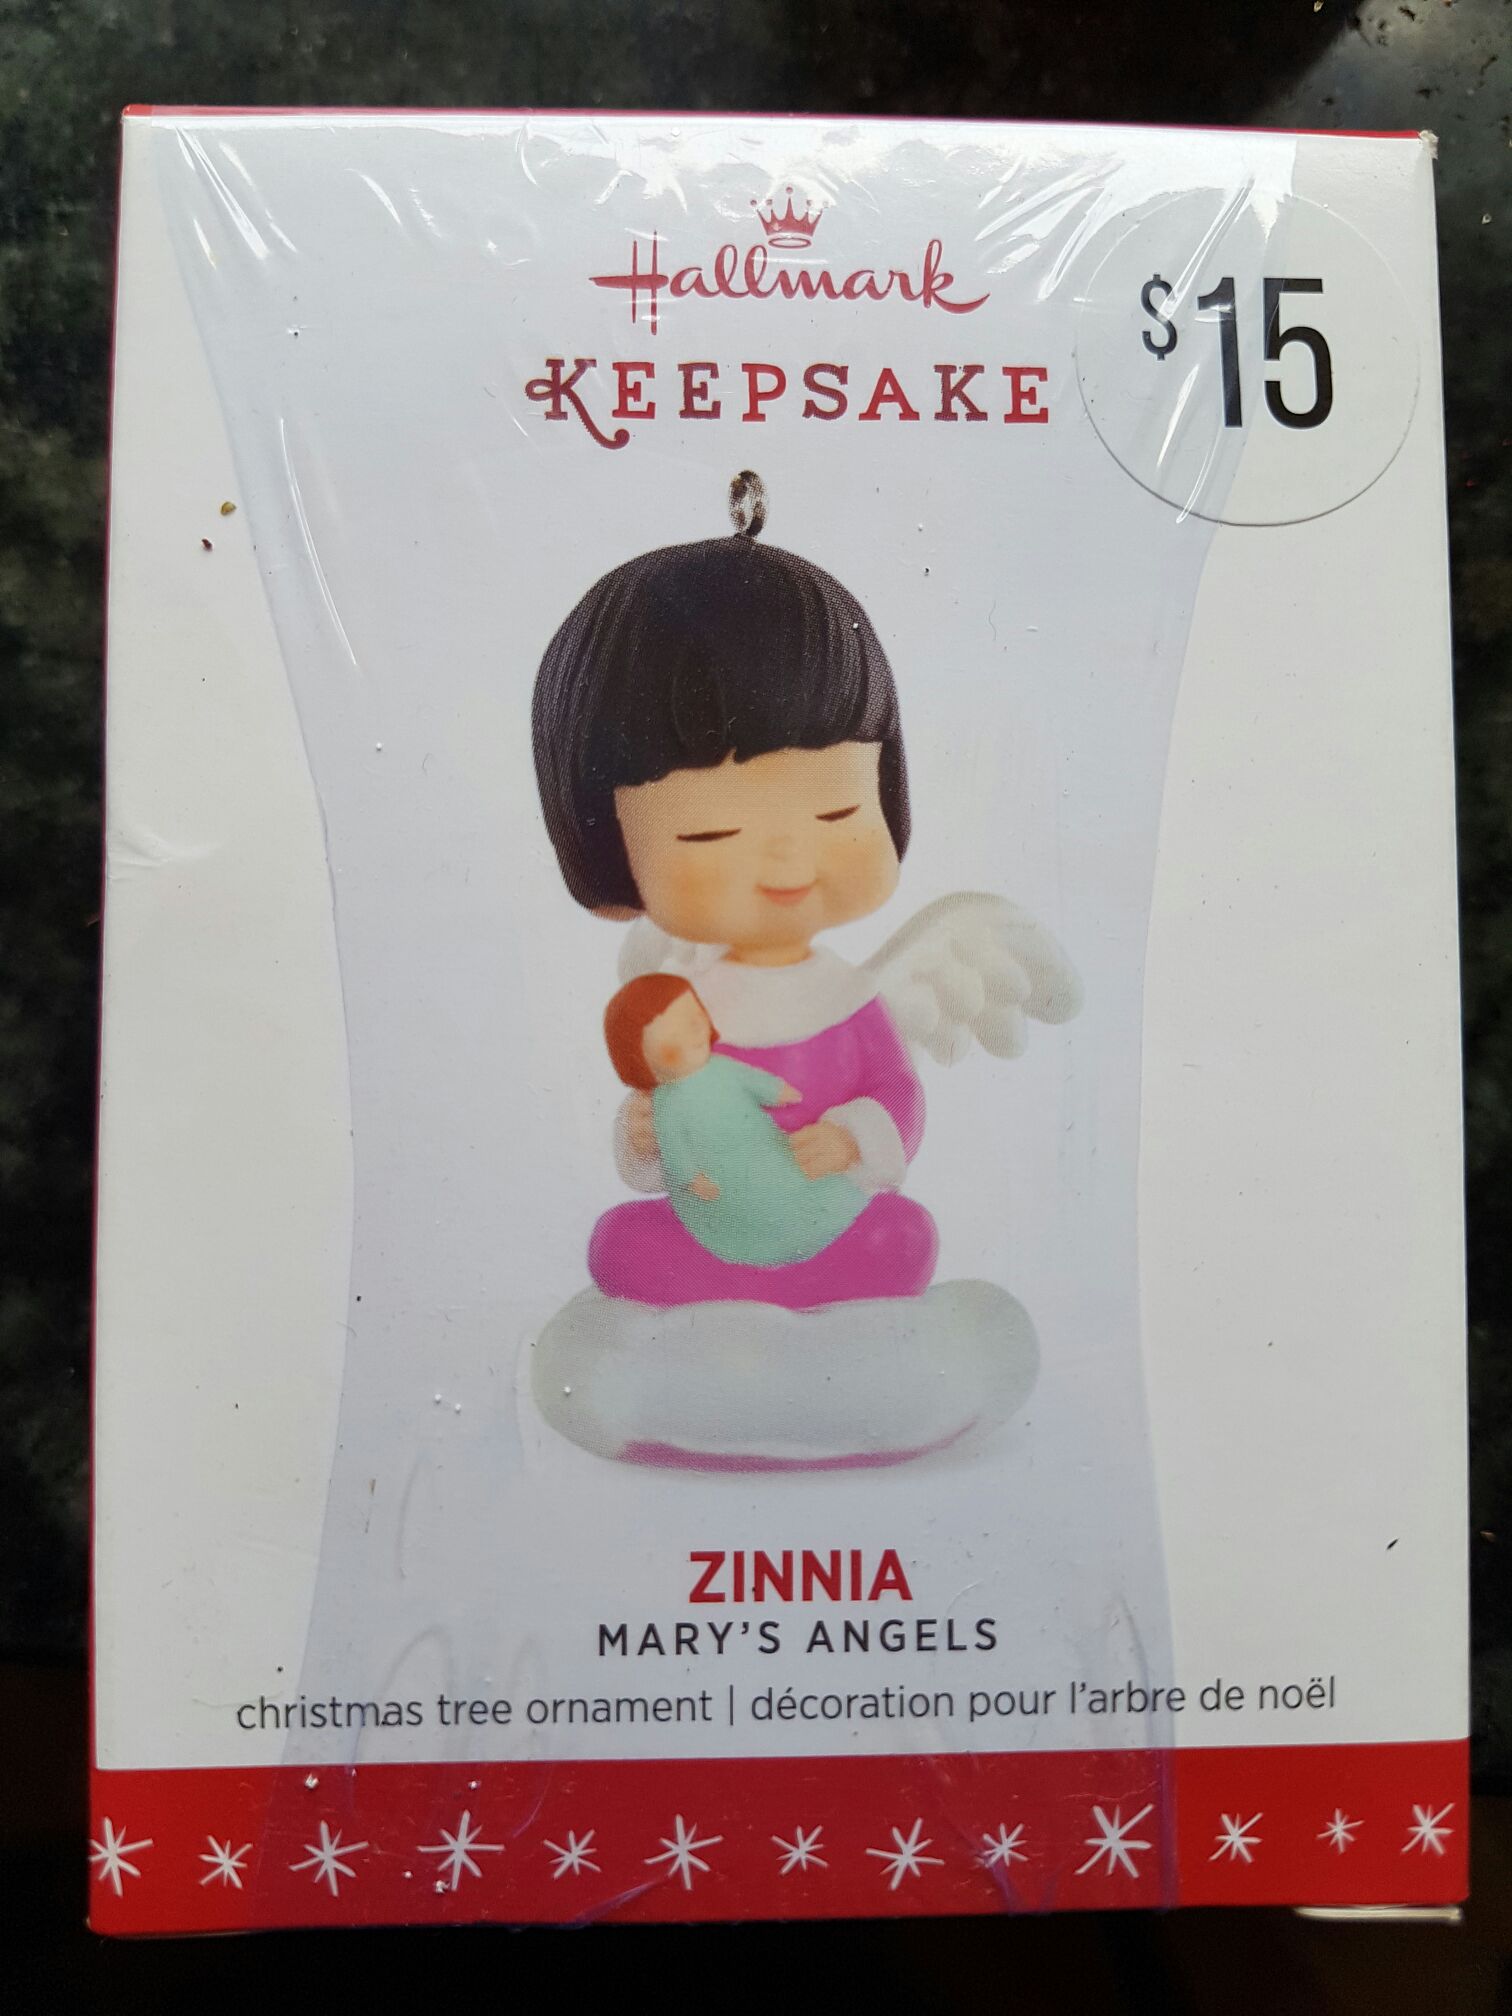 Hallmark
KEEPSAKE
$15
ZINNIA
MARY'S ANGELS
christmas tree ornament | décoration pour l'arbre de noël